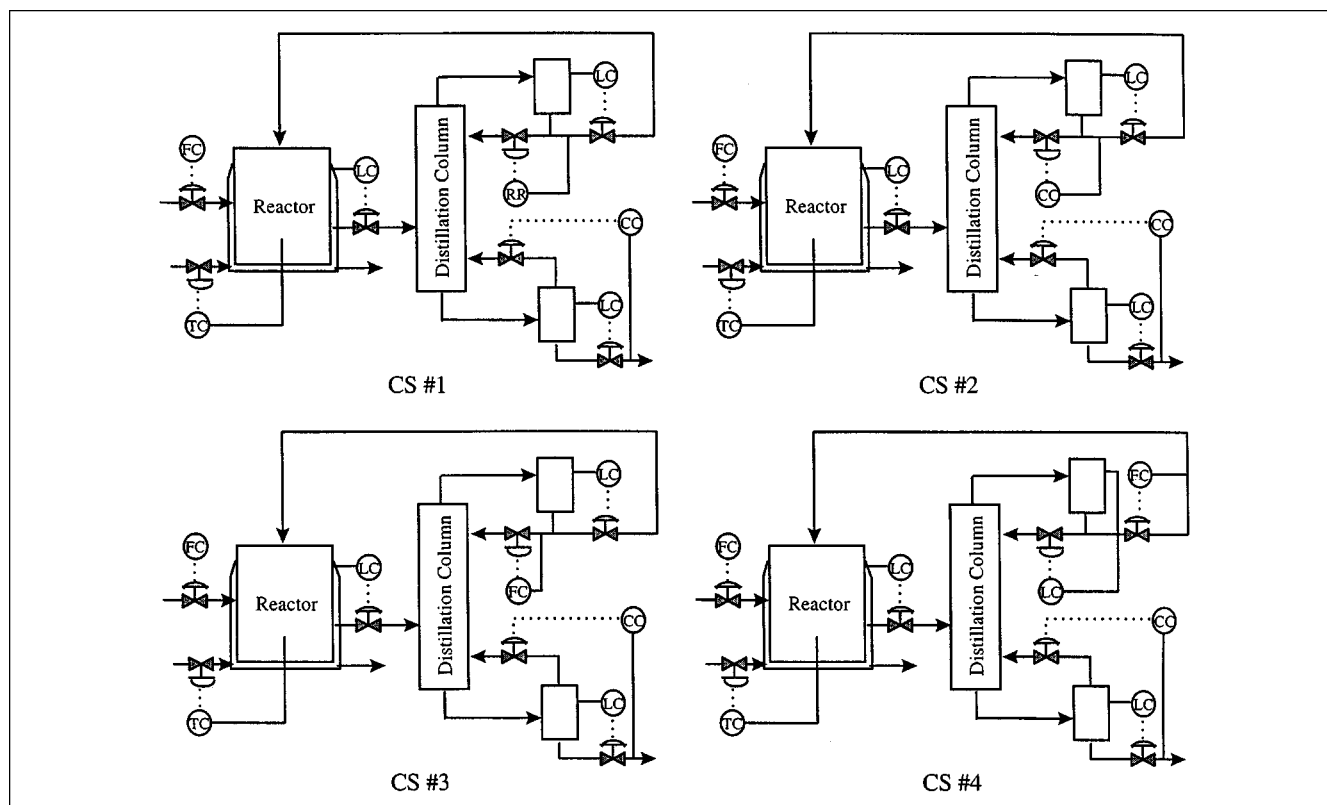 LC
FC
LC
Reactor
Distillation Column
RR
CC
TC
LC
CS #1
LC
FC
LC
Reactor
Distillation Column
CC
CC
TC
LC
CS #2
LC
FC
LC
Reactor
Distillation Column
FC
CC
TC
LC
CS #3
FC
FC
LC
Reactor
Distillation Column
LC
CC
TC
LC
CS #4